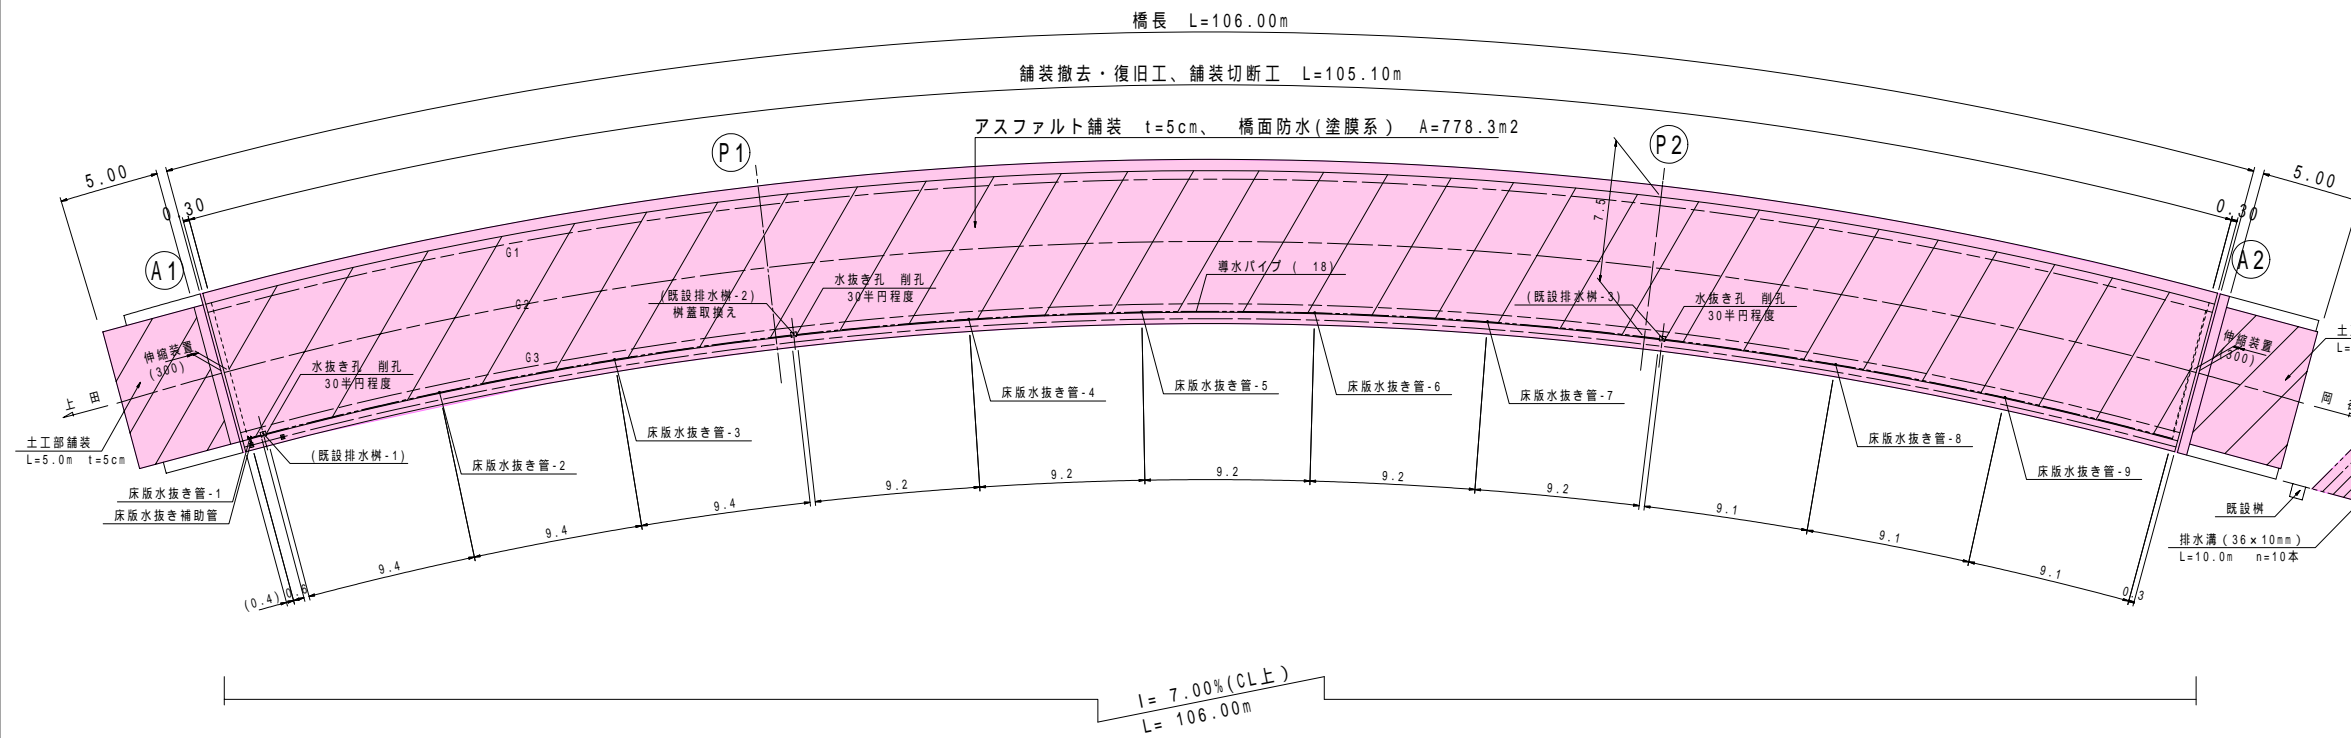 橋長 L=106.00m
舗装撤去・復旧工、舗装切断工 L=105.10m
アスファルト舗装 t=5cm、 橋面防水(塗膜系) A=778.3m2
P1
P2
5.00
5.00
0.30
0.30
A1
A2
7.5
G1
G2
G3
導水パイプ ( 18)
水抜き孔 削孔
30半円程度
(既設排水桝-2)
桝蓋取換え
(既設排水桝-3)
水抜き孔 削孔
30半円程度
伸縮装置
(300)
伸縮装置
(300)
水抜き孔 削孔
30半円程度
上 田
岡
土工部舗装
L=5.0m t=5cm
土
L=
(既設排水桝-1)
床版水抜き管-1
床版水抜き補助管
床版水抜き管-2
床版水抜き管-3
床版水抜き管-4
床版水抜き管-5
床版水抜き管-6
床版水抜き管-7
床版水抜き管-8
床版水抜き管-9
既設桝
排水溝(36×10mm)
L=10.0m n=10本
(0.4)
0.6
9.4
9.4
9.4
9.2
9.2
9.2
9.2
9.2
9.1
9.1
9.1
0.3
I= 7.00%(CL上)
L= 106.00m